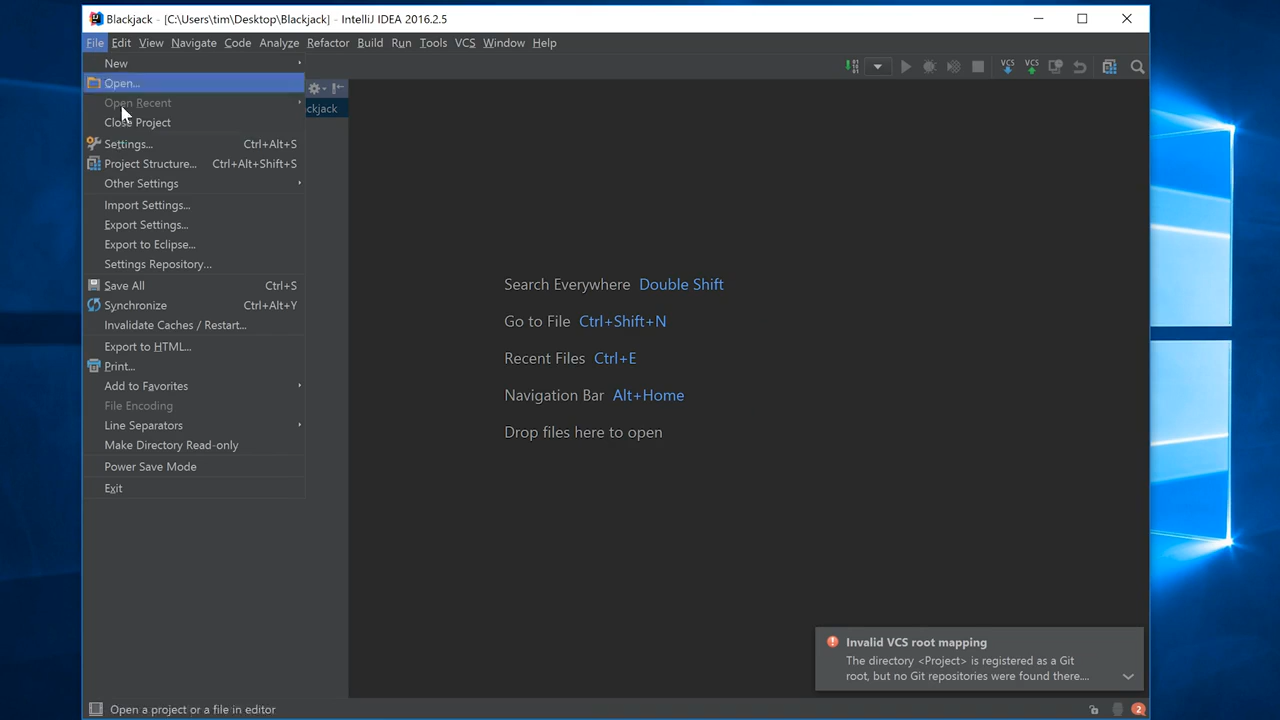 Blackjack - [C:\Users\tim\Desktop\Blackjack] - IntelliJ IDEA 2016.2.5
File Edit View Navigate Code Analyze Refactor Build Run Tools VCS Window Help
New
Open...
Open Recent
Close Project
Settings... Ctrl+Alt+S
Project Structure... Ctrl+Alt+Shift+S
Other Settings
Import Settings...
Export Settings...
Export to Eclipse...
Settings Repository...
Save All Ctrl+S
Synchronize Ctrl+Alt+Y
Invalidate Caches / Restart...
Export to HTML...
Print...
Add to Favorites
File Encoding
Line Separators
Make Directory Read-only
Power Save Mode
Exit
ckjack
VCS VCS
Search Everywhere Double Shift
Go to File Ctrl+Shift+N
Recent Files Ctrl+E
Navigation Bar Alt+Home
Drop files here to open
Invalid VCS root mapping
The directory <Project> is registered as a Git
root, but no Git repositories were found there....
Open a project or a file in editor
2